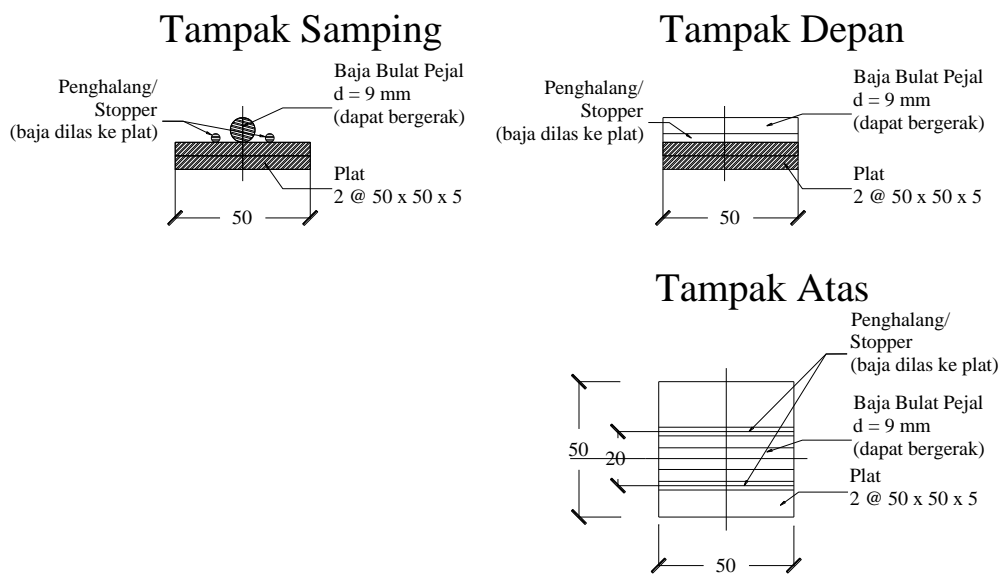 Tampak Samping
Penghalang/
Stopper
(baja dilas ke plat)
Baja Bulat Pejal
d = 9 mm
(dapat bergerak)
Plat
2 @ 50 x 50 x 5
50
Tampak Depan
Penghalang/
Stopper
(baja dilas ke plat)
Baja Bulat Pejal
d = 9 mm
(dapat bergerak)
Plat
2 @ 50 x 50 x 5
50
Tampak Atas
Penghalang/
Stopper
(baja dilas ke plat)
Baja Bulat Pejal
d = 9 mm
(dapat bergerak)
Plat
2 @ 50 x 50 x 5
50
20
50